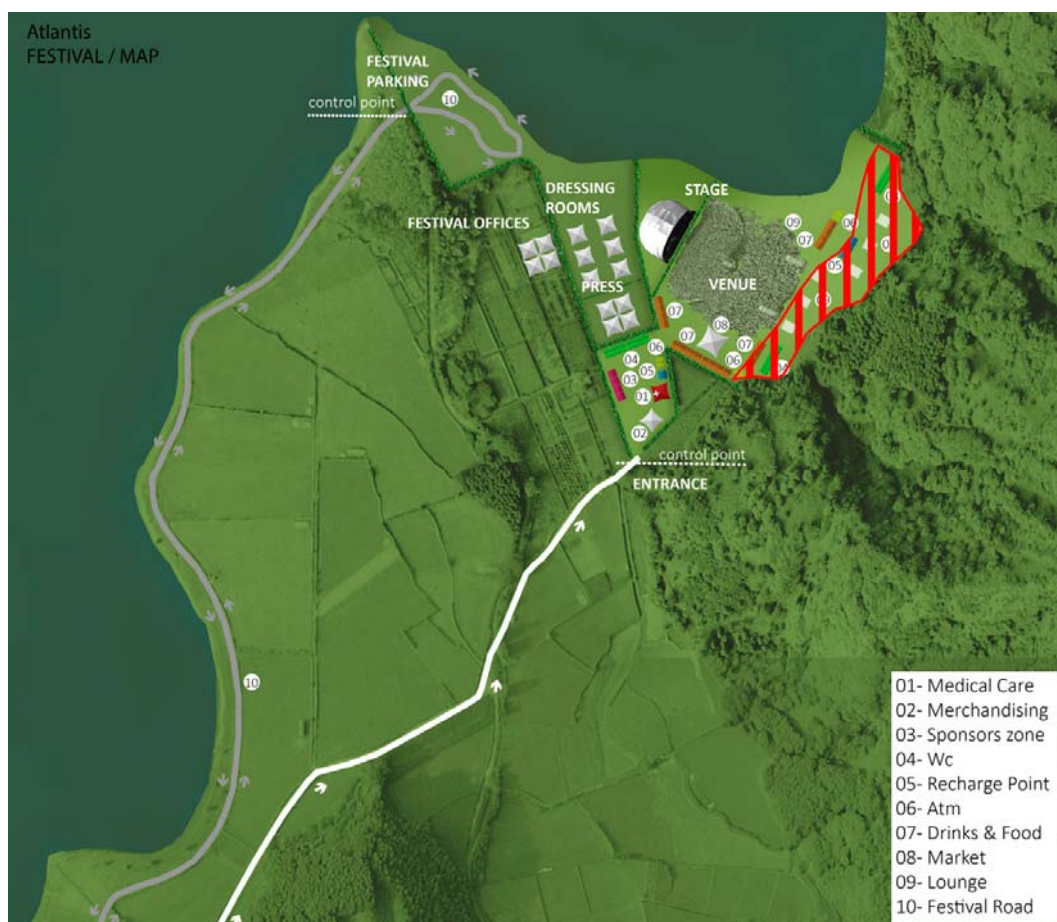 Atlantis
FESTIVAL / MAP
FESTIVAL
PARKING
control point
10
DRESSING
ROOMS
STAGE
FESTIVAL OFFICES
09
07
06
05
PRESS
VENUE
07
08
07
07
06
06
04
05
03
01
02
control point
ENTRANCE
10
01- Medical Care
02- Merchandising
03- Sponsors zone
04- Wc
05- Recharge Point
06- Atm
07- Drinks & Food
08- Market
09- Lounge
10- Festival Road